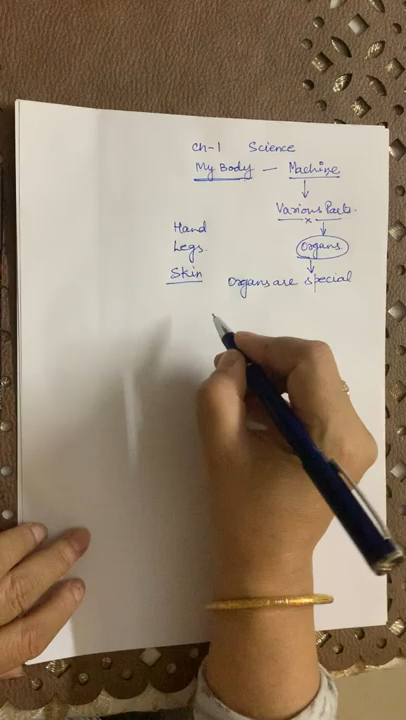 Ch-1 Science
My Body — Machine
Various Parts.
Hand
Legs. Organs
Skin Organs are special